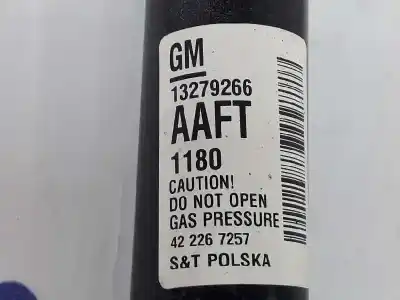 GM
13279266
AAFT
1180
CAUTION!
DO NOT OPEN
GAS PRESSURE
42 226 7257
S&T POLSKA